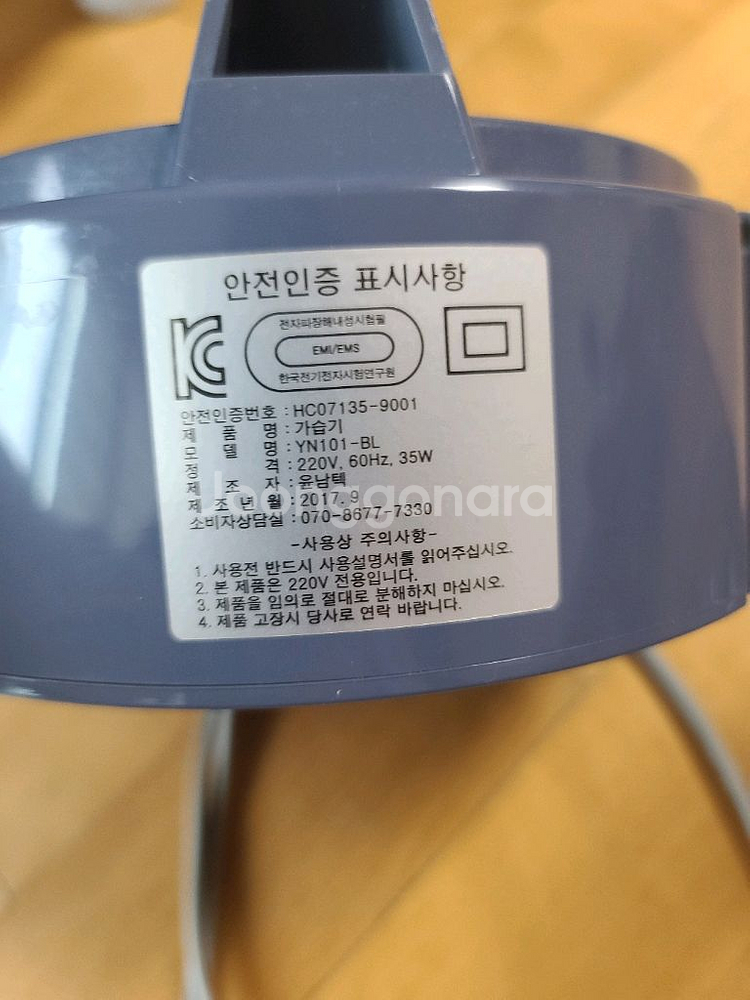 안전인증 표시사항
전자파장해내성시험필
EMI/EMS
한국전기전자시험연구원
안전인증번호 : HC07135-9001
제 품 명 : 가습기
모 델 명 : YN101-BL
정 격 : 220V, 60Hz, 35W
제 조 자 : 윤남텍
제 조 년 월 : 2017. 9
소비자상담실 : 070-8677-7330
-사용상 주의사항-
1. 사용전 반드시 사용설명서를 읽어주십시오.
2. 본 제품은 220V 전용입니다.
3. 제품을 임의로 절대로 분해하지 마십시오.
4. 제품 고장시 당사로 연락 바랍니다.
Joonggonara